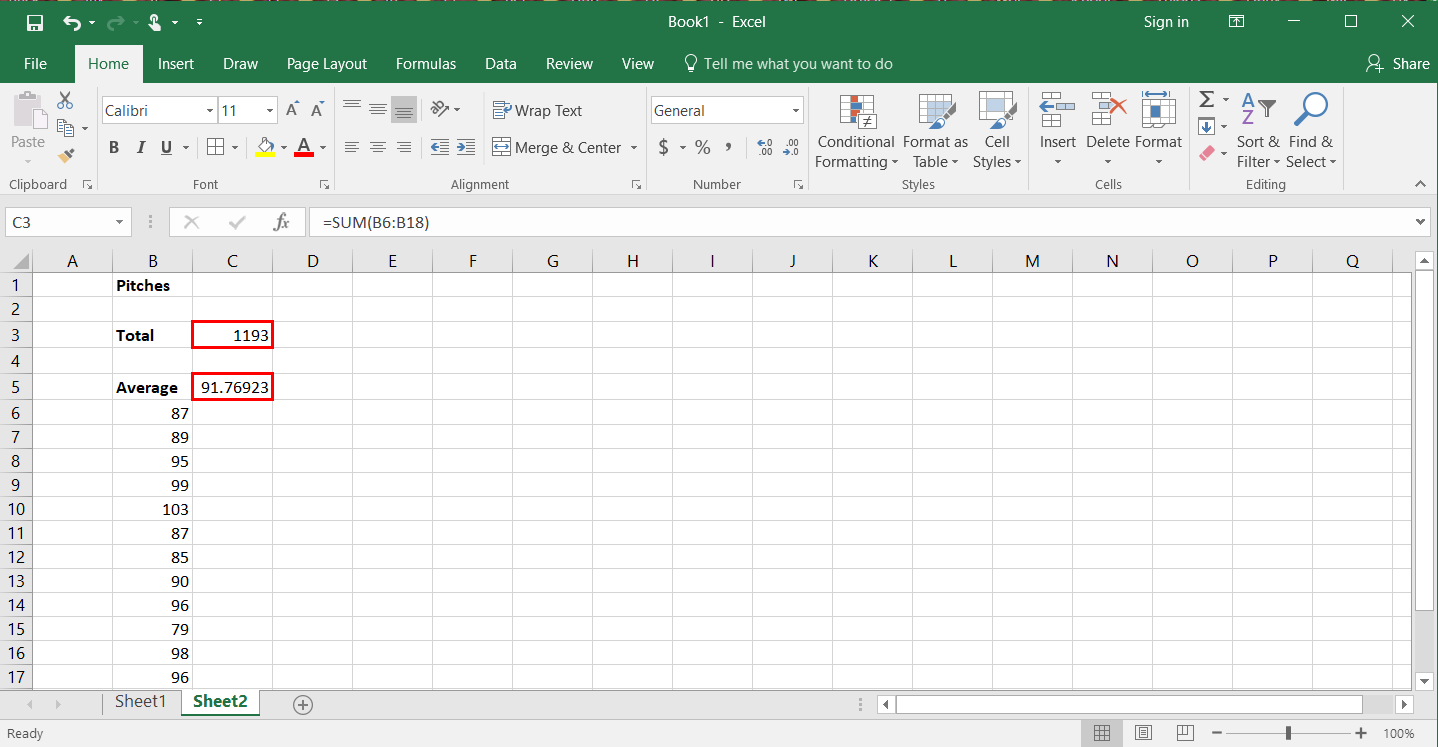 Book1 - Excel
Sign in
File Home Insert Draw Page Layout Formulas Data Review View Tell me what you want to do Share
Calibri 11 Wrap Text General
Paste B I U Merge & Center $ % , .00 .0 Conditional Formatting Format as Table Cell Styles Insert Delete Format Sort & Filter Find & Select
Clipboard Font Alignment Number Styles Cells Editing
C3 fx =SUM(B6:B18)
A B C D E F G H I J K L M N O P Q
1 Pitches
2
3 Total 1193
4
5 Average 91.76923
6 87
7 89
8 95
9 99
10 103
11 87
12 85
13 90
14 96
15 79
16 98
17 96
Sheet1 Sheet2
Ready 100%